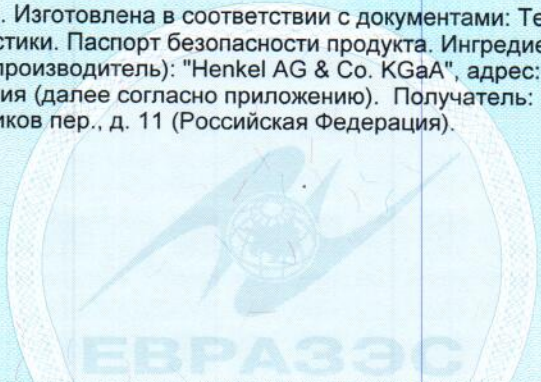 . Изготовлена в соответствии с документами: Те
стики. Паспорт безопасности продукта. Ингредие
производитель): "Henkel AG & Co. KGaA", адрес:
ия (далее согласно приложению). Получатель:
иков пер., д. 11 (Российская Федерация).
ЕВРАЗЭС